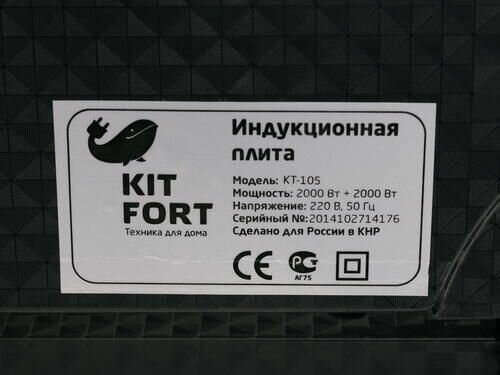 KIT
FORT
Техника для дома
Индукционная
плита
Модель: КТ-105
Мощность: 2000 Вт + 2000 Вт
Напряжение: 220 В, 50 Гц
Серийный №:2014102714176
Сделано для России в КНР
CE
РС
АГ75